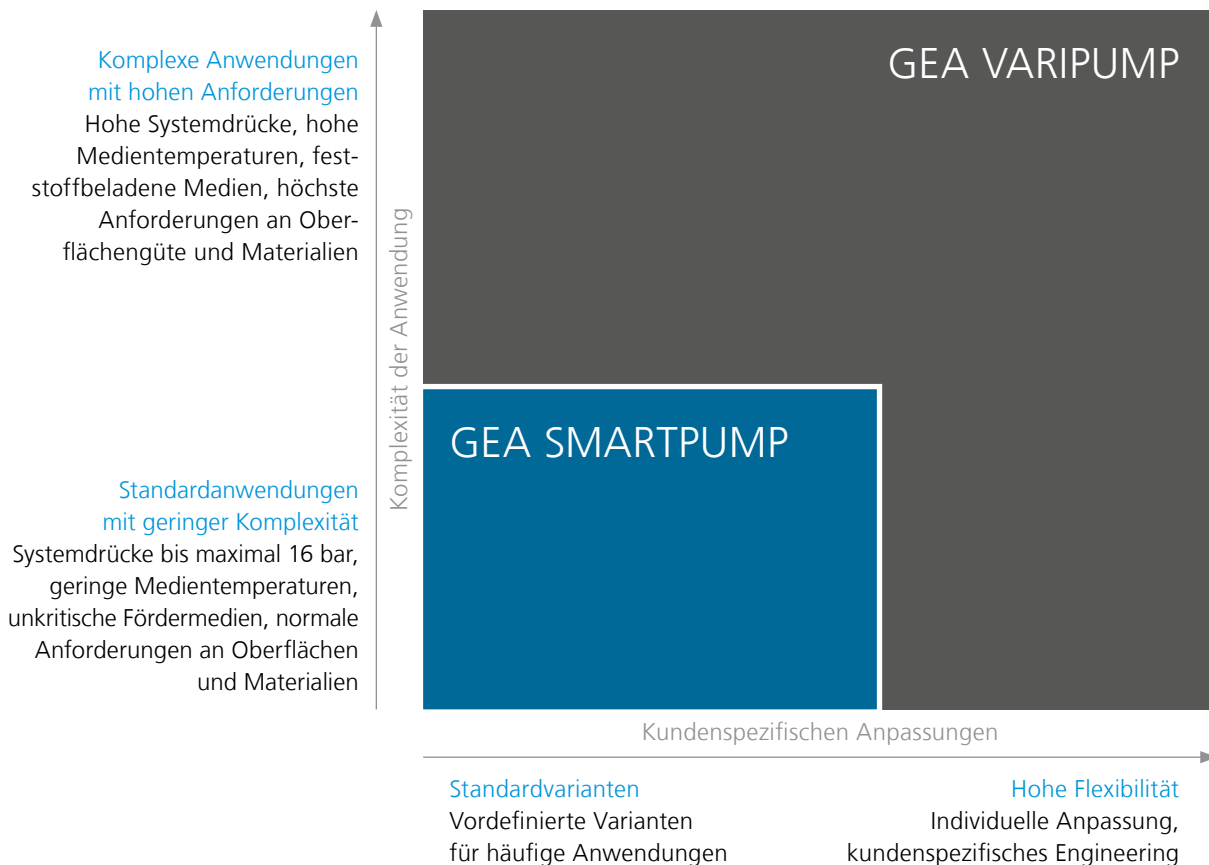 Komplexe Anwendungen
mit hohen Anforderungen
Hohe Systemdrücke, hohe
Medientemperaturen, fest-
stoffbeladene Medien, höchste
Anforderungen an Ober-
flächengüte und Materialien
Standardanwendungen
mit geringer Komplexität
Systemdrücke bis maximal 16 bar,
geringe Medientemperaturen,
unkritische Fördermedien, normale
Anforderungen an Oberflächen
und Materialien
Komplexität der Anwendung
GEA VARIPUMP
GEA SMARTPUMP
Kundenspezifischen Anpassungen
Standardvarianten
Vordefinierte Varianten
für häufige Anwendungen
Hohe Flexibilität
Individuelle Anpassung,
kundenspezifisches Engineering